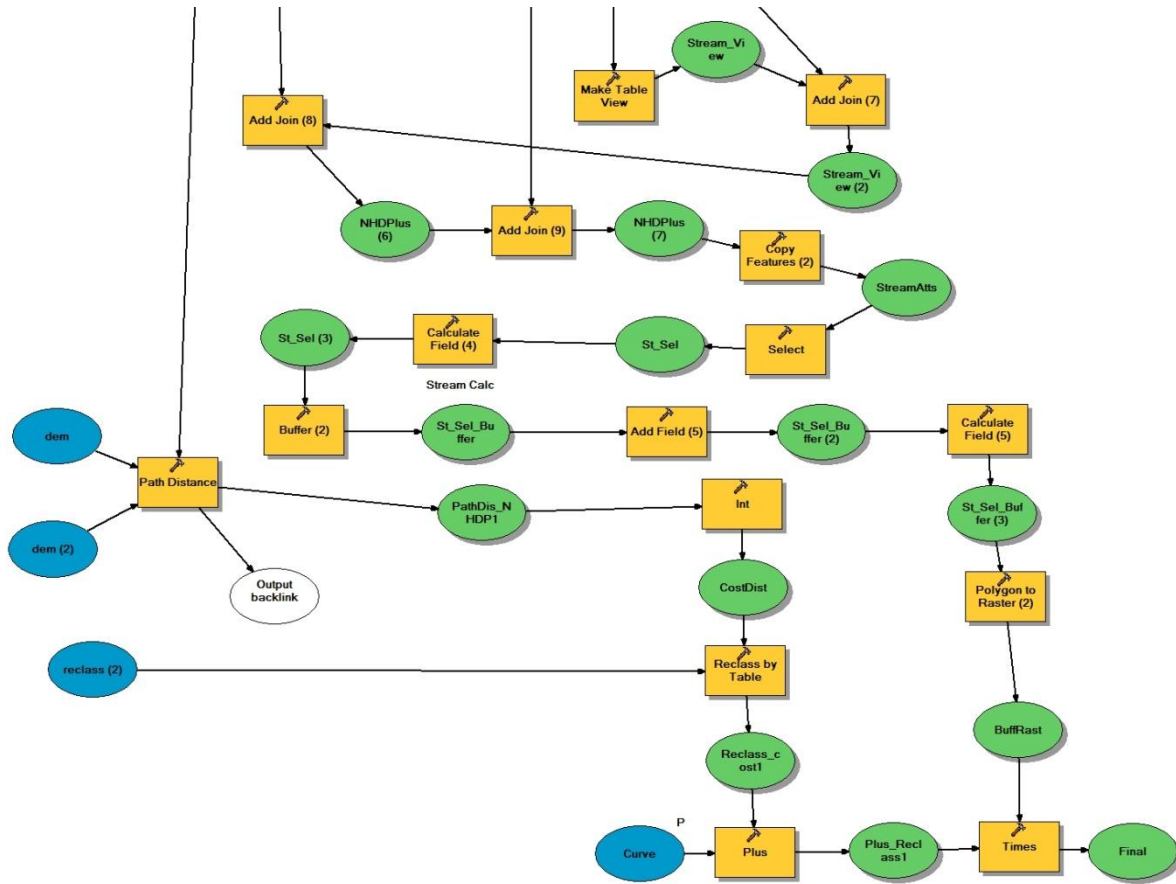 Stream_Vi
ew
Make Table
View
Add Join (7)
Add Join (8)
Stream_Vi
ew (2)
NHDPlus
(6)
Add Join (9)
NHDPlus
(7)
Copy
Features (2)
StreamAtts
St_Sel (3)
Calculate
Field (4)
St_Sel
Select
Stream Calc
Buffer (2)
St_Sel_Bu
ffer
Add Field (5)
St_Sel_Buf
fer (2)
Calculate
Field (5)
dem
Path Distance
dem (2)
PathDis_N
HDP1
Int
St_Sel_Buf
fer (3)
Output
backlink
CostDist
Polygon to
Raster (2)
reclass (2)
Reclass by
Table
BuffRast
Reclass_c
ost1
P
Curve
Plus
Plus_Recl
ass1
Times
Final